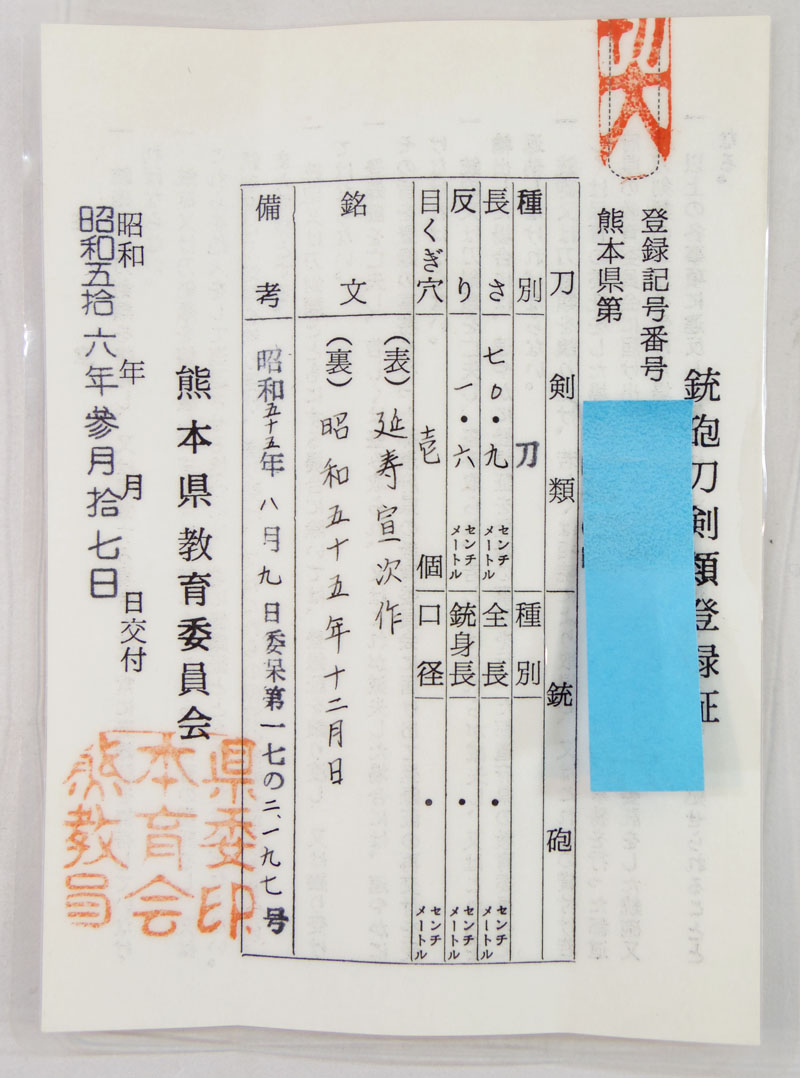 銃砲刀剣類登録証
登録記号番号
熊本県第
刀剣類
銃砲
種別
刀
種別
長さ
七〇・九センチメートル
全長
・センチメートル
反り
一・六センチメートル
銃身長
・センチメートル
目くぎ穴
壱個
口径
・センチメートル
銘文
(表)延寿宣次作
(裏)昭和五十五年十二月日
備考
昭和五十五年八月九日委保第一七の二、一九七号
熊本県教育委員会
昭和 年 月 日交付
昭和五拾六年参月拾七日
県委印
本育会
熊教員